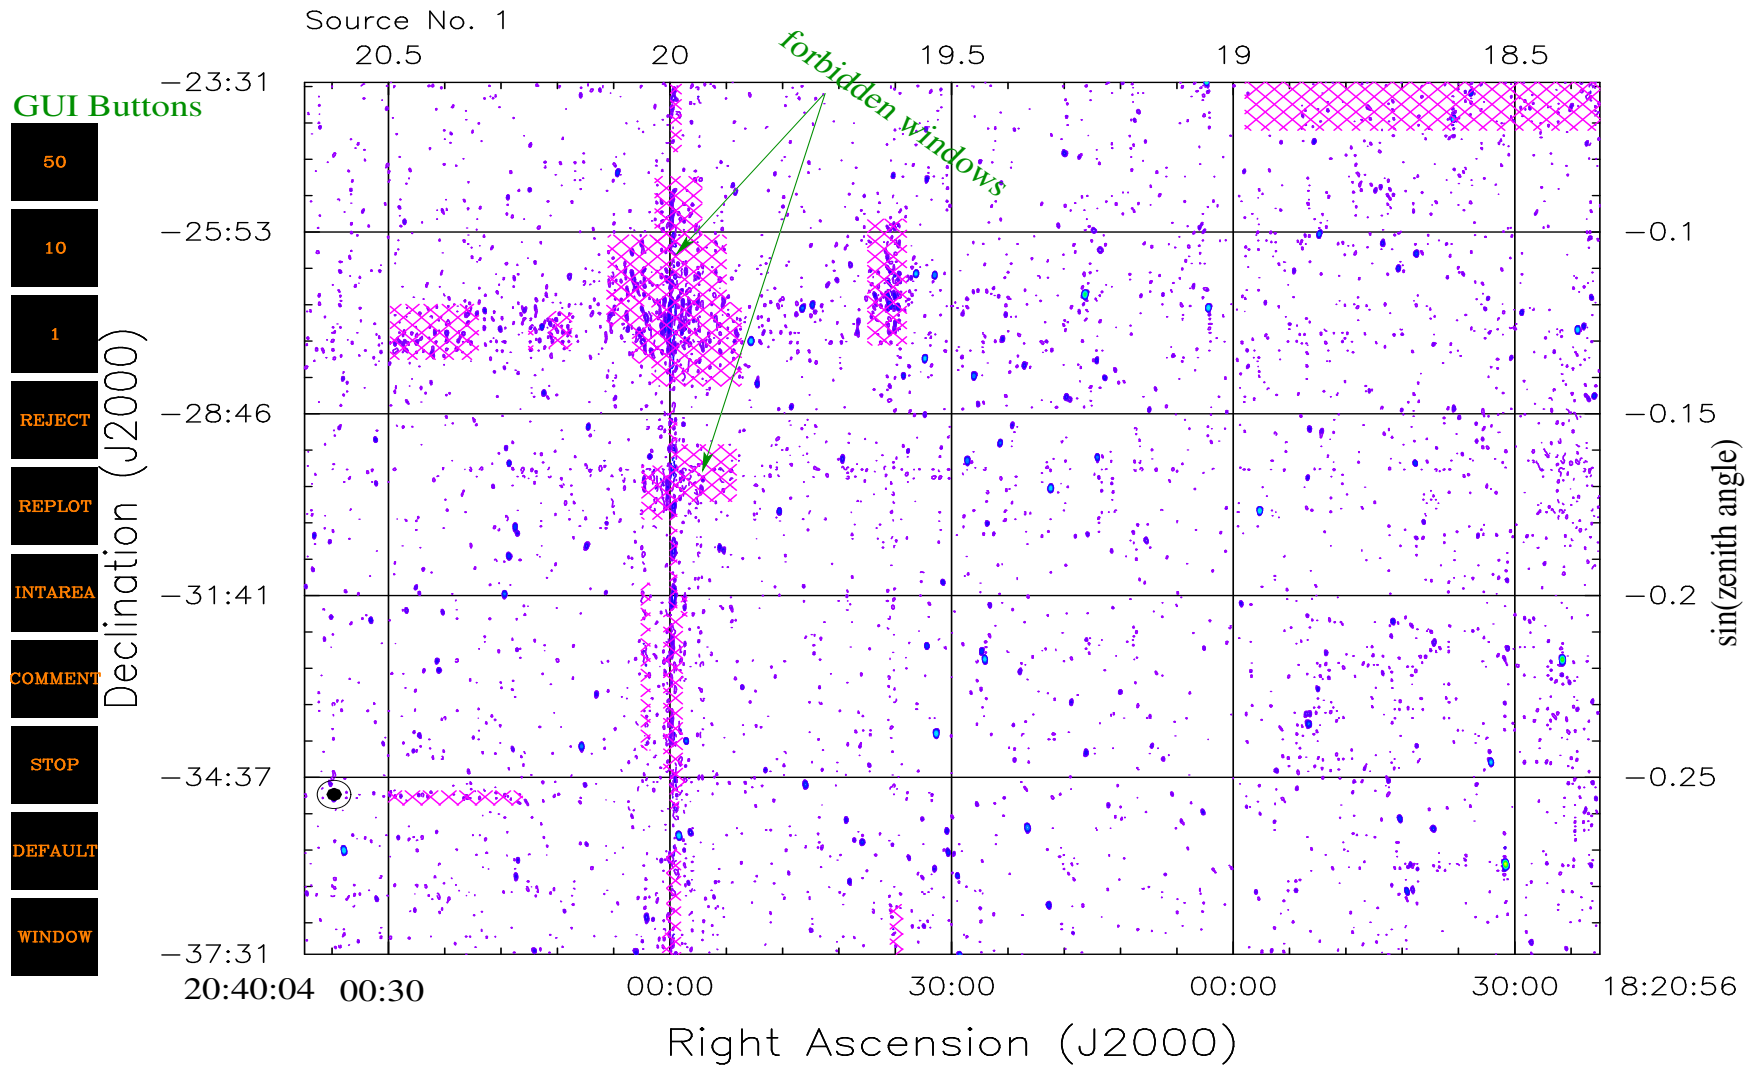 Source No. 1
20.5 20 19.5 19 18.5
forbidden windows
GUI Buttons
50
10
1
REJECT
REPLOT
INTAREA
COMMENT
STOP
DEFAULT
WINDOW
Declination (J2000)
−23:31
−25:53
−28:46
−31:41
−34:37
−37:31
−0.1
−0.15
−0.2
−0.25
sin(zenith angle)
20:40:04 00:30 00:00 30:00 00:00 30:00 18:20:56
Right Ascension (J2000)